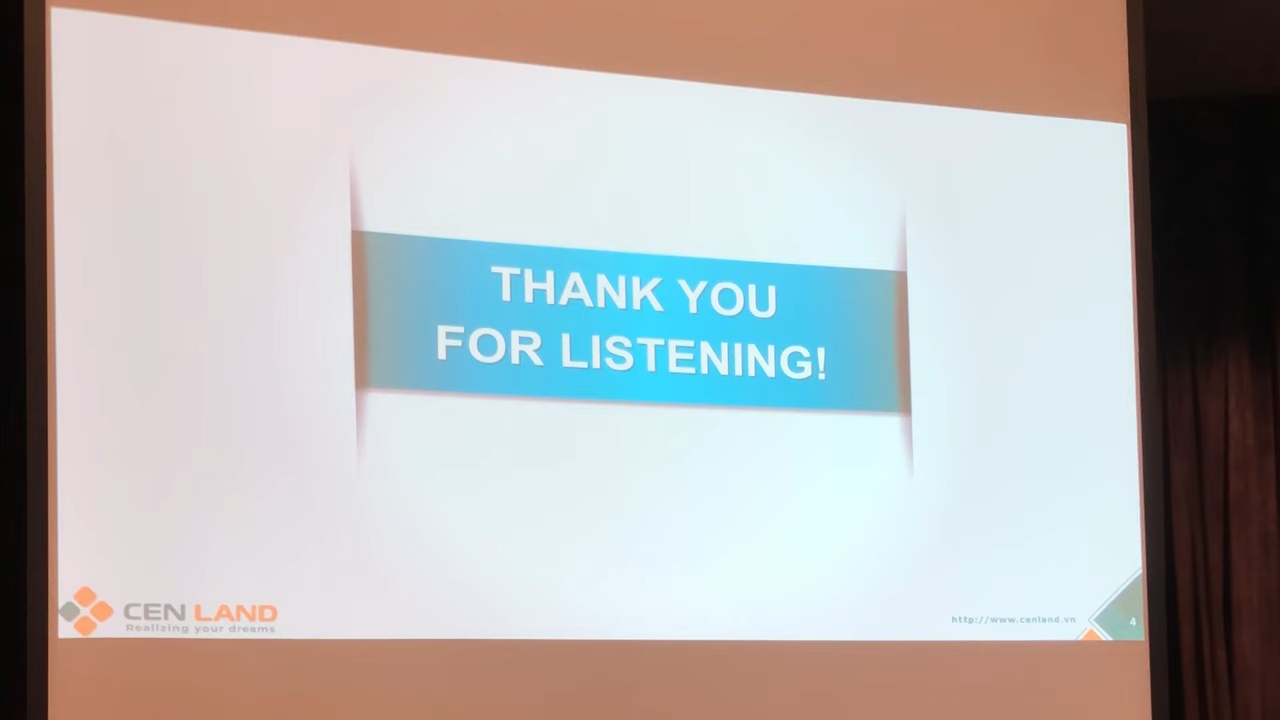 THANK YOU
FOR LISTENING!
CEN LAND
Realizing your dreams
http://www.cenland.vn
4